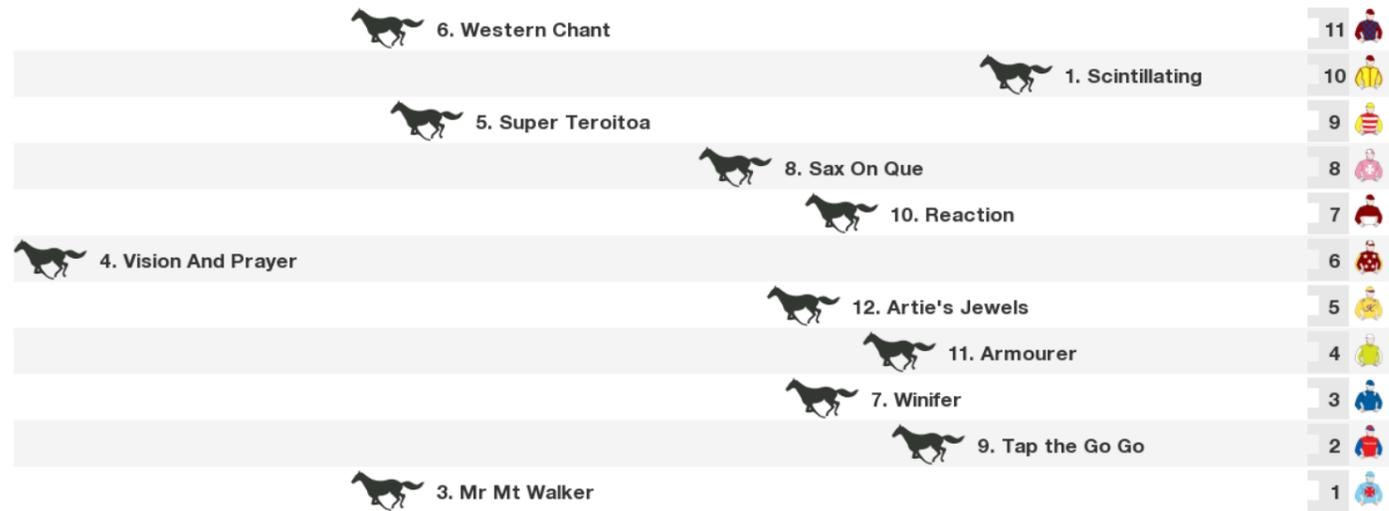 6. Western Chant 11
1. Scintillating 10
5. Super Teroitoa 9
8. Sax On Que 8
10. Reaction 7
4. Vision And Prayer 6
12. Artie's Jewels 5
11. Armourer 4
7. Winifer 3
9. Tap the Go Go 2
3. Mr Mt Walker 1